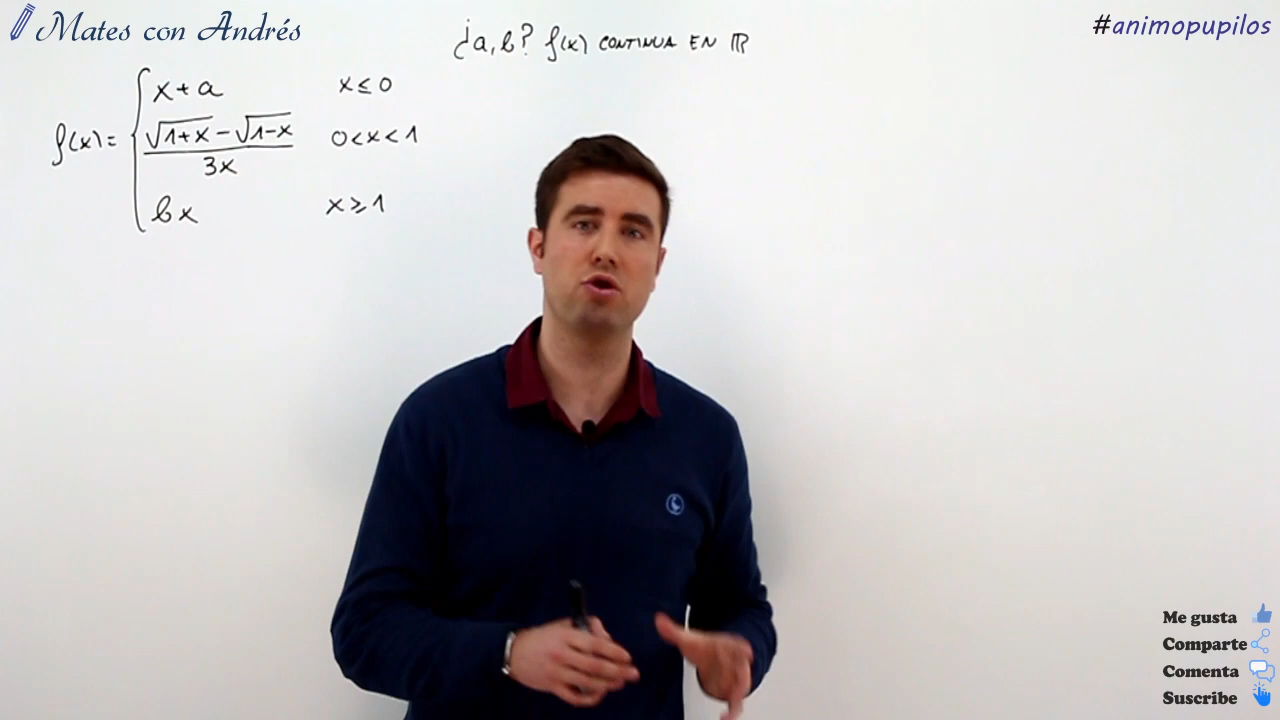 Mates con Andrés
#animopupilos
¿a, b? f(x) CONTINUA EN ℝ
x + a    x ≤ 0
f(x) = { (√1+x − √1−x) / 3x    0 < x < 1
bx    x ≥ 1
Me gusta
Comparte
Comenta
Suscribe